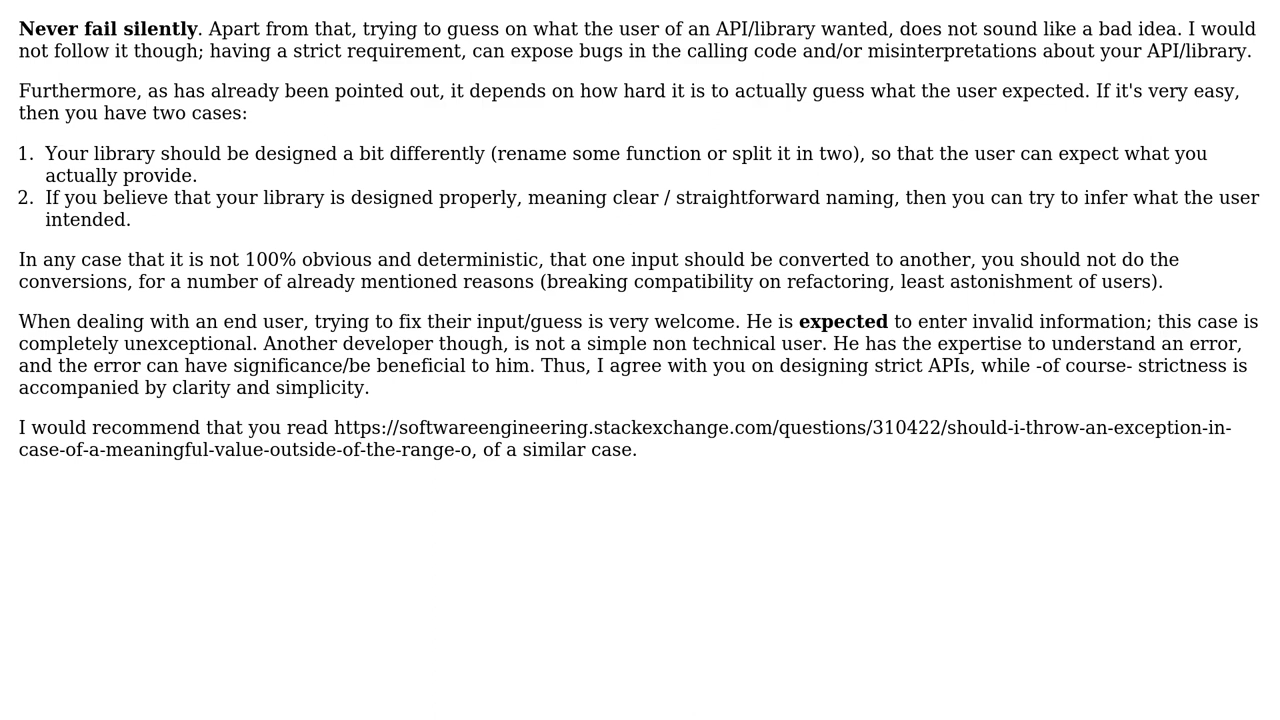 Never fail silently. Apart from that, trying to guess on what the user of an API/library wanted, does not sound like a bad idea. I would
not follow it though; having a strict requirement, can expose bugs in the calling code and/or misinterpretations about your API/library.
Furthermore, as has already been pointed out, it depends on how hard it is to actually guess what the user expected. If it's very easy,
then you have two cases:
1. Your library should be designed a bit differently (rename some function or split it in two), so that the user can expect what you
actually provide.
2. If you believe that your library is designed properly, meaning clear / straightforward naming, then you can try to infer what the user
intended.
In any case that it is not 100% obvious and deterministic, that one input should be converted to another, you should not do the
conversions, for a number of already mentioned reasons (breaking compatibility on refactoring, least astonishment of users).
When dealing with an end user, trying to fix their input/guess is very welcome. He is expected to enter invalid information; this case is
completely unexceptional. Another developer though, is not a simple non technical user. He has the expertise to understand an error,
and the error can have significance/be beneficial to him. Thus, I agree with you on designing strict APIs, while -of course- strictness is
accompanied by clarity and simplicity.
I would recommend that you read https://softwareengineering.stackexchange.com/questions/310422/should-i-throw-an-exception-in-
case-of-a-meaningful-value-outside-of-the-range-o, of a similar case.